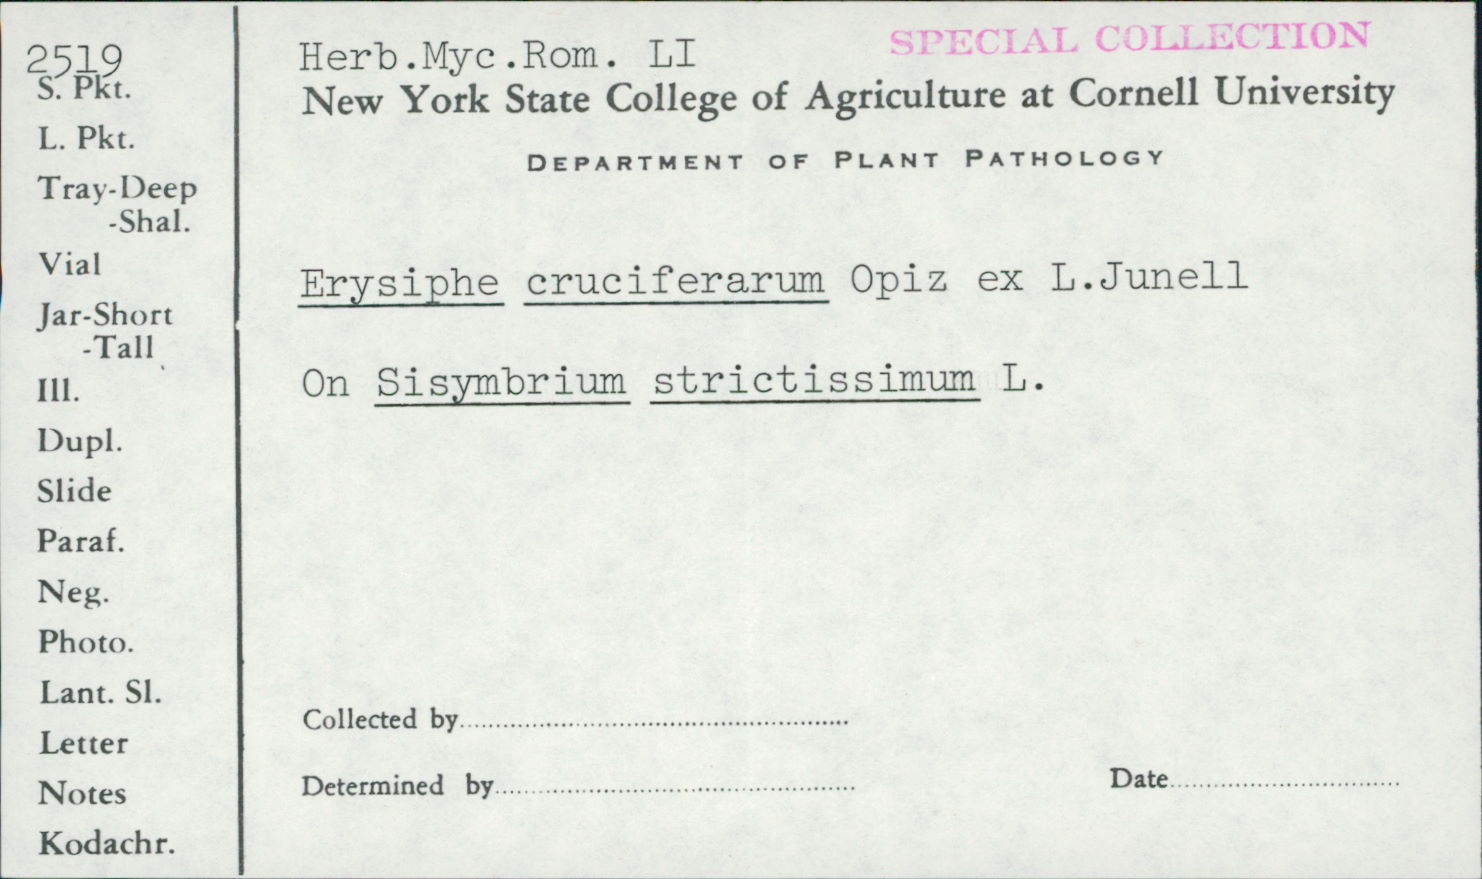 2519
S. Pkt.
L. Pkt.
Tray-Deep
-Shal.
Vial
Jar-Short
-Tall
Ill.
Dupl.
Slide
Paraf.
Neg.
Photo.
Lant. Sl.
Letter
Notes
Kodachr.
Herb.Myc.Rom. LI
SPECIAL COLLECTION
New York State College of Agriculture at Cornell University
DEPARTMENT OF PLANT PATHOLOGY
Erysiphe cruciferarum Opiz ex L.Junell
On Sisymbrium strictissimum L.
Collected by
Determined by
Date